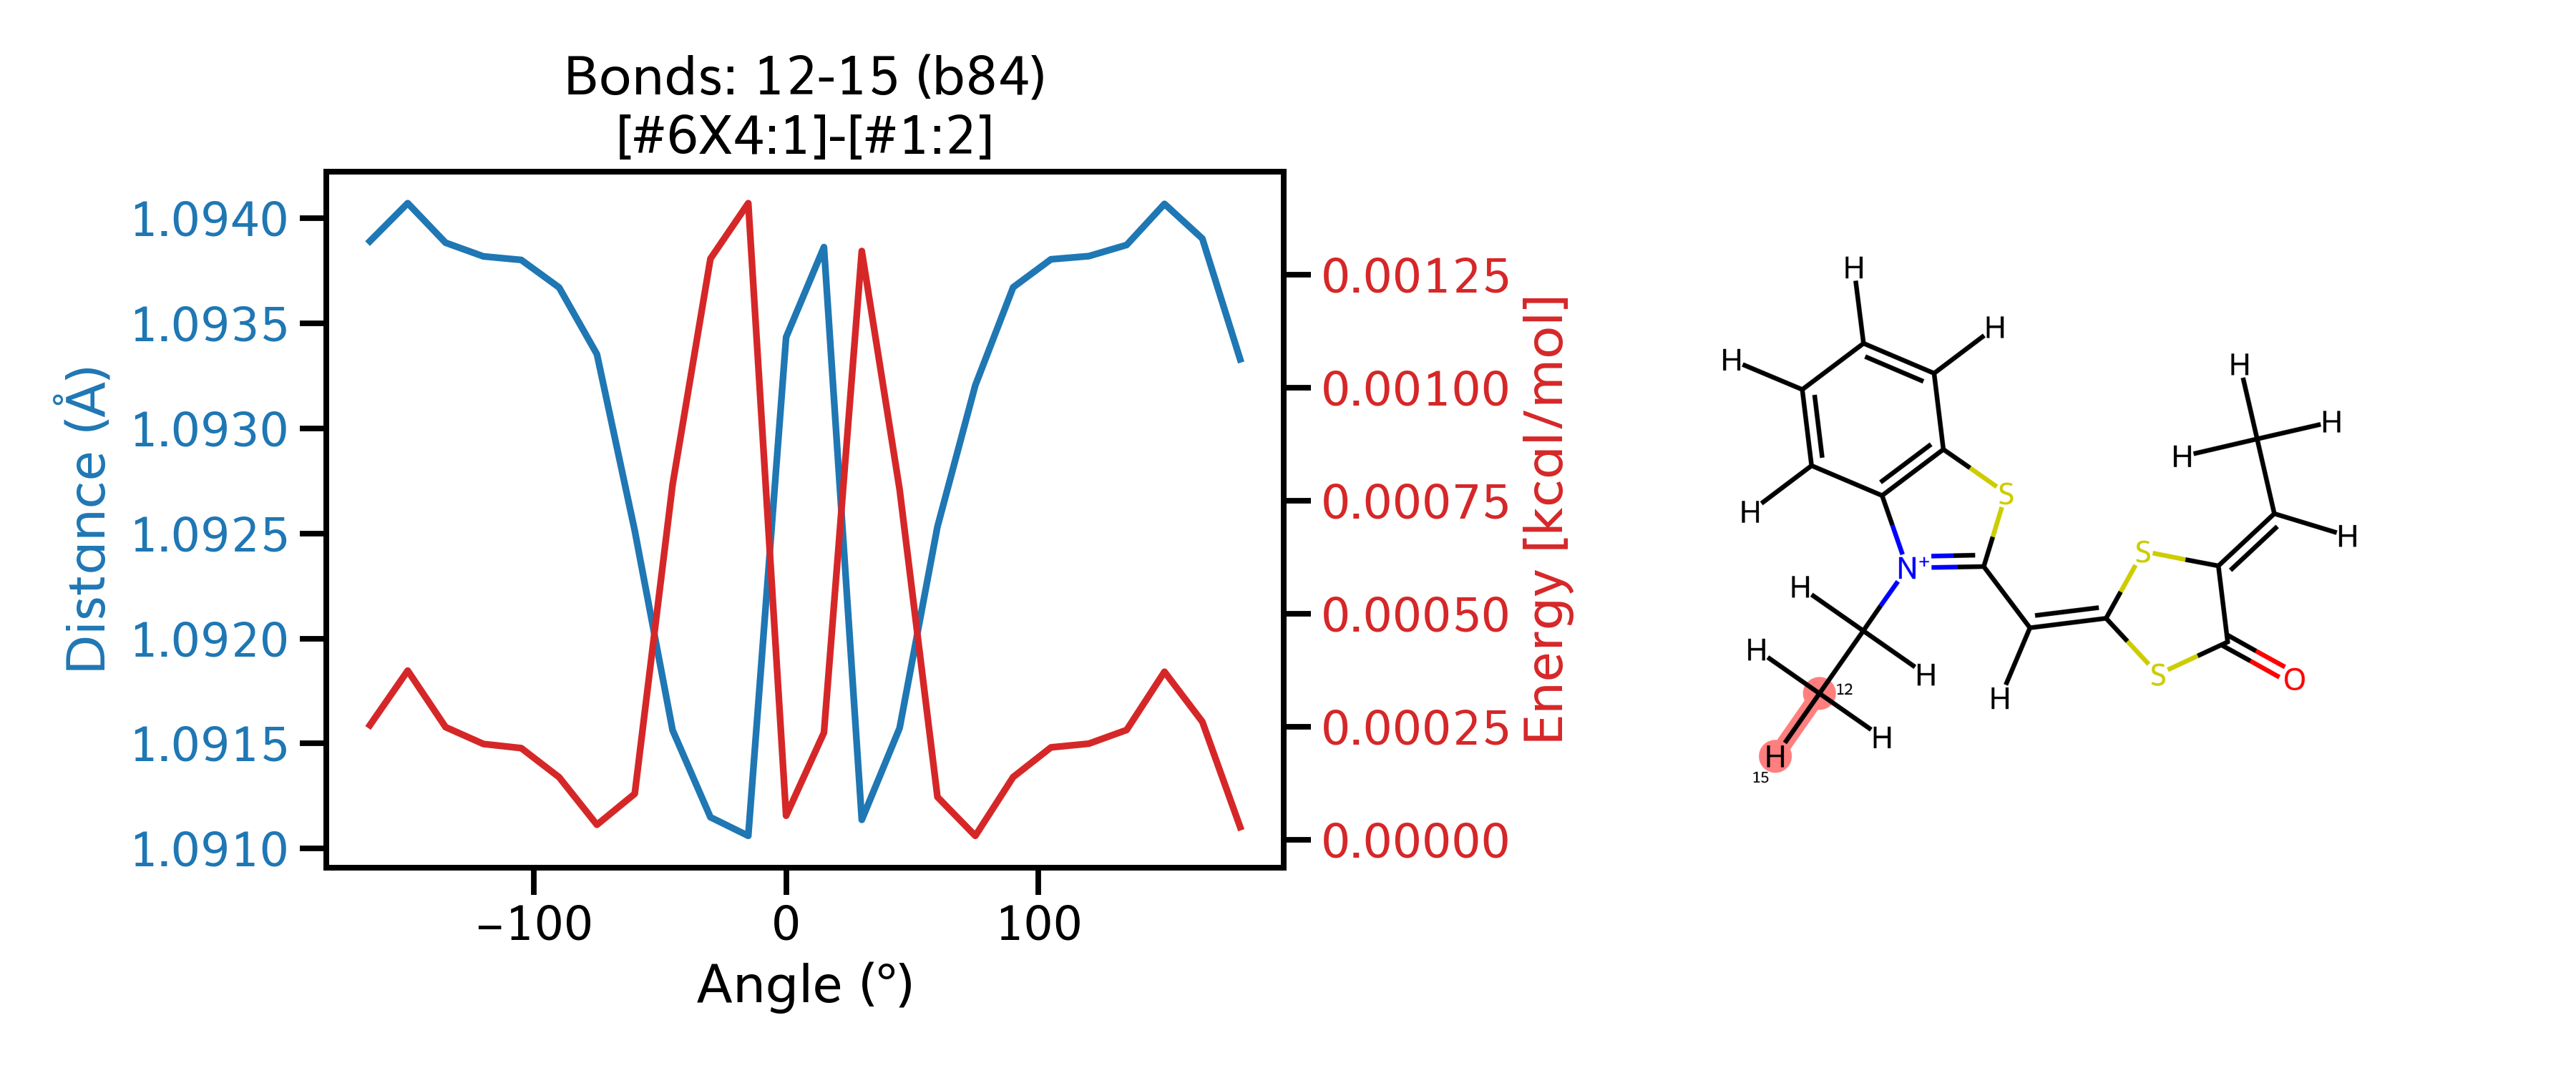 Bonds: 12-15 (b84)
[#6X4:1]-[#1:2]
Distance (Å)
1.0940
1.0935
1.0930
1.0925
1.0920
1.0915
1.0910
0.00125
0.00100
0.00075
0.00050
0.00025
0.00000
Energy [kcal/mol]
−100
0
100
Angle (°)
H
H
H
H
H
H
H
S
H
S
N⁺
H
H
H
S
O
H
12
H
H
15